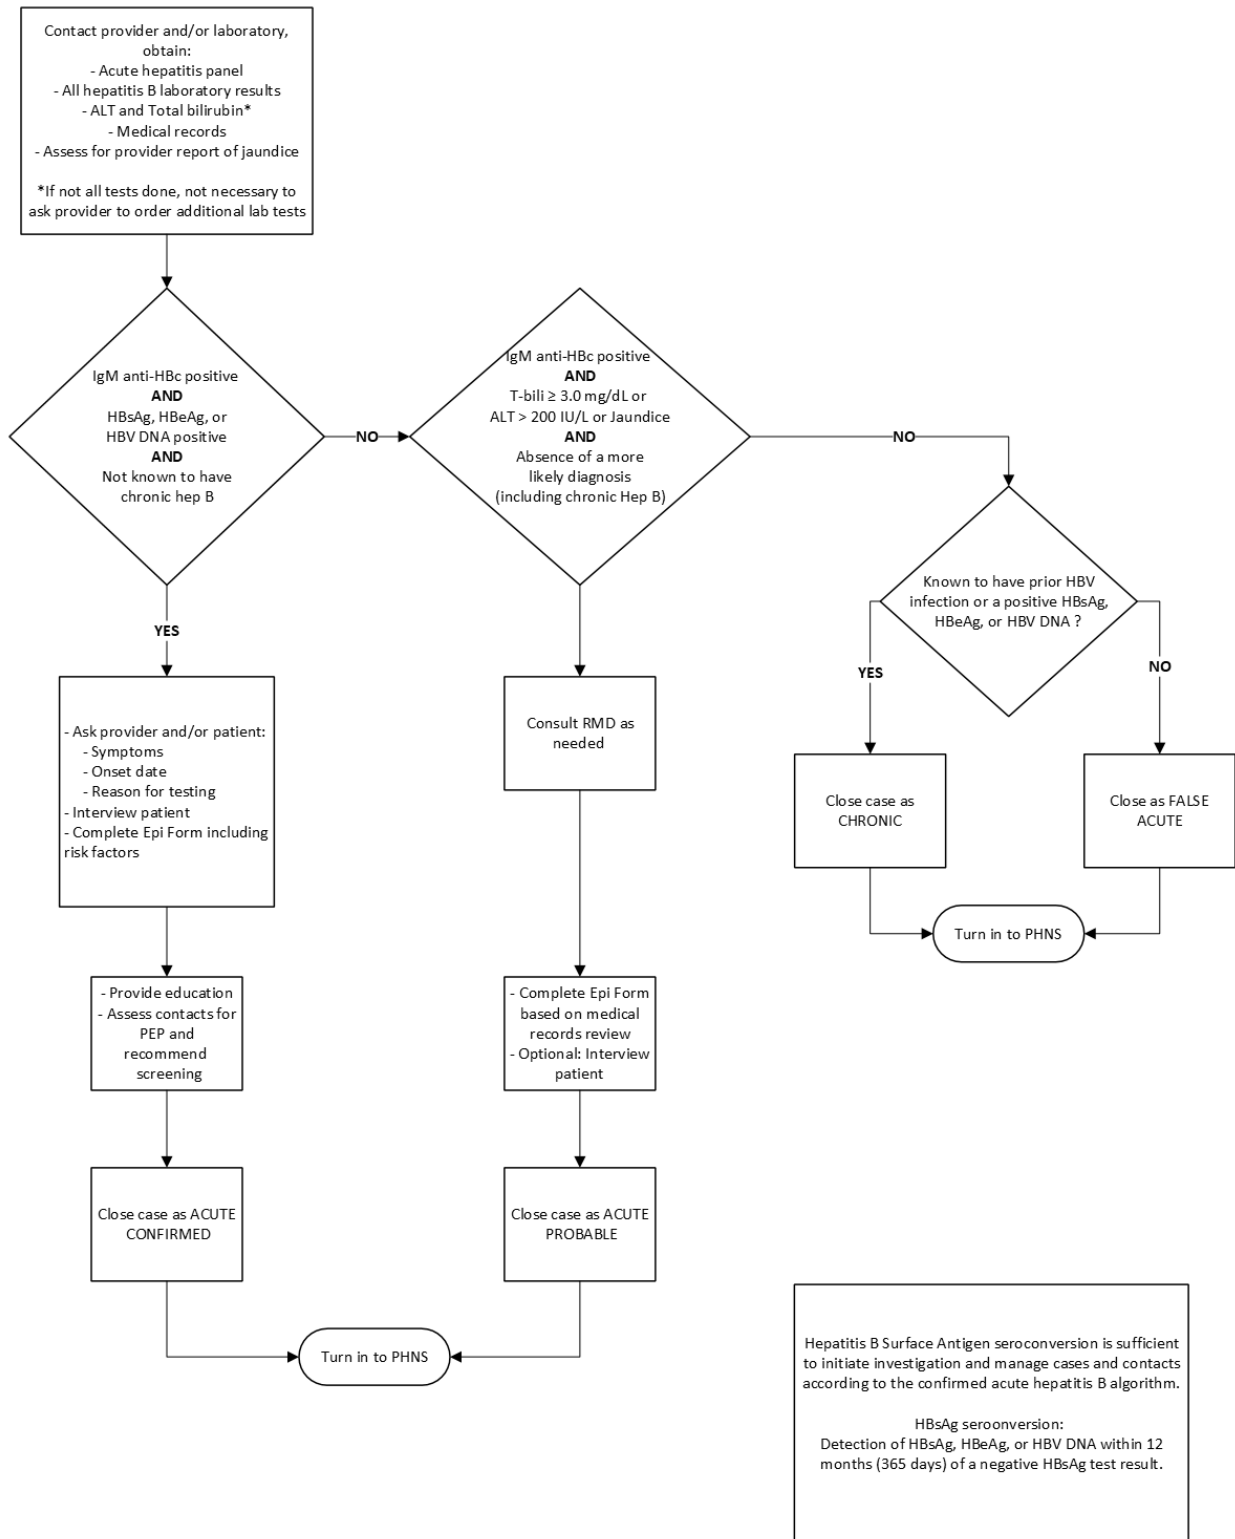 Contact provider and/or laboratory,
obtain:
- Acute hepatitis panel
- All hepatitis B laboratory results
- ALT and Total bilirubin*
- Medical records
- Assess for provider report of jaundice
*If not all tests done, not necessary to
ask provider to order additional lab tests
IgM anti-HBc positive
AND
HBsAg, HBeAg, or
HBV DNA positive
AND
Not known to have
chronic hep B
NO
IgM anti-HBc positive
AND
T-bili ≥ 3.0 mg/dL or
ALT > 200 IU/L or Jaundice
AND
Absence of a more
likely diagnosis
(including chronic Hep B)
NO
Known to have prior HBV
infection or a positive HBsAg,
HBeAg, or HBV DNA ?
YES
NO
YES
- Ask provider and/or patient:
- Symptoms
- Onset date
- Reason for testing
- Interview patient
- Complete Epi Form including
risk factors
Consult RMD as
needed
Close case as
CHRONIC
Close as FALSE
ACUTE
Turn in to PHNS
- Provide education
- Assess contacts for
PEP and
recommend
screening
- Complete Epi Form
based on medical
records review
- Optional: Interview
patient
Close case as ACUTE
CONFIRMED
Close case as ACUTE
PROBABLE
Turn in to PHNS
Hepatitis B Surface Antigen seroconversion is sufficient
to initiate investigation and manage cases and contacts
according to the confirmed acute hepatitis B algorithm.
HBsAg seroonversion:
Detection of HBsAg, HBeAg, or HBV DNA within 12
months (365 days) of a negative HBsAg test result.